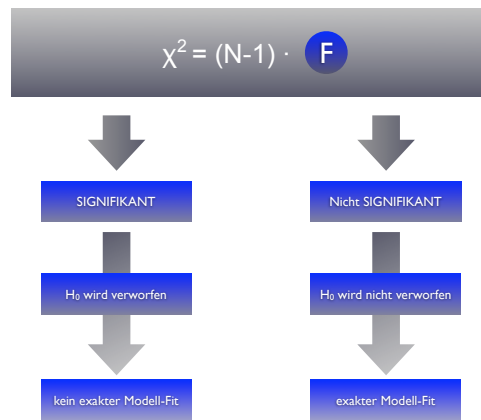 χ² = (N-1) · F
SIGNIFIKANT
Nicht SIGNIFIKANT
H₀ wird verworfen
H₀ wird nicht verworfen
kein exakter Modell-Fit
exakter Modell-Fit